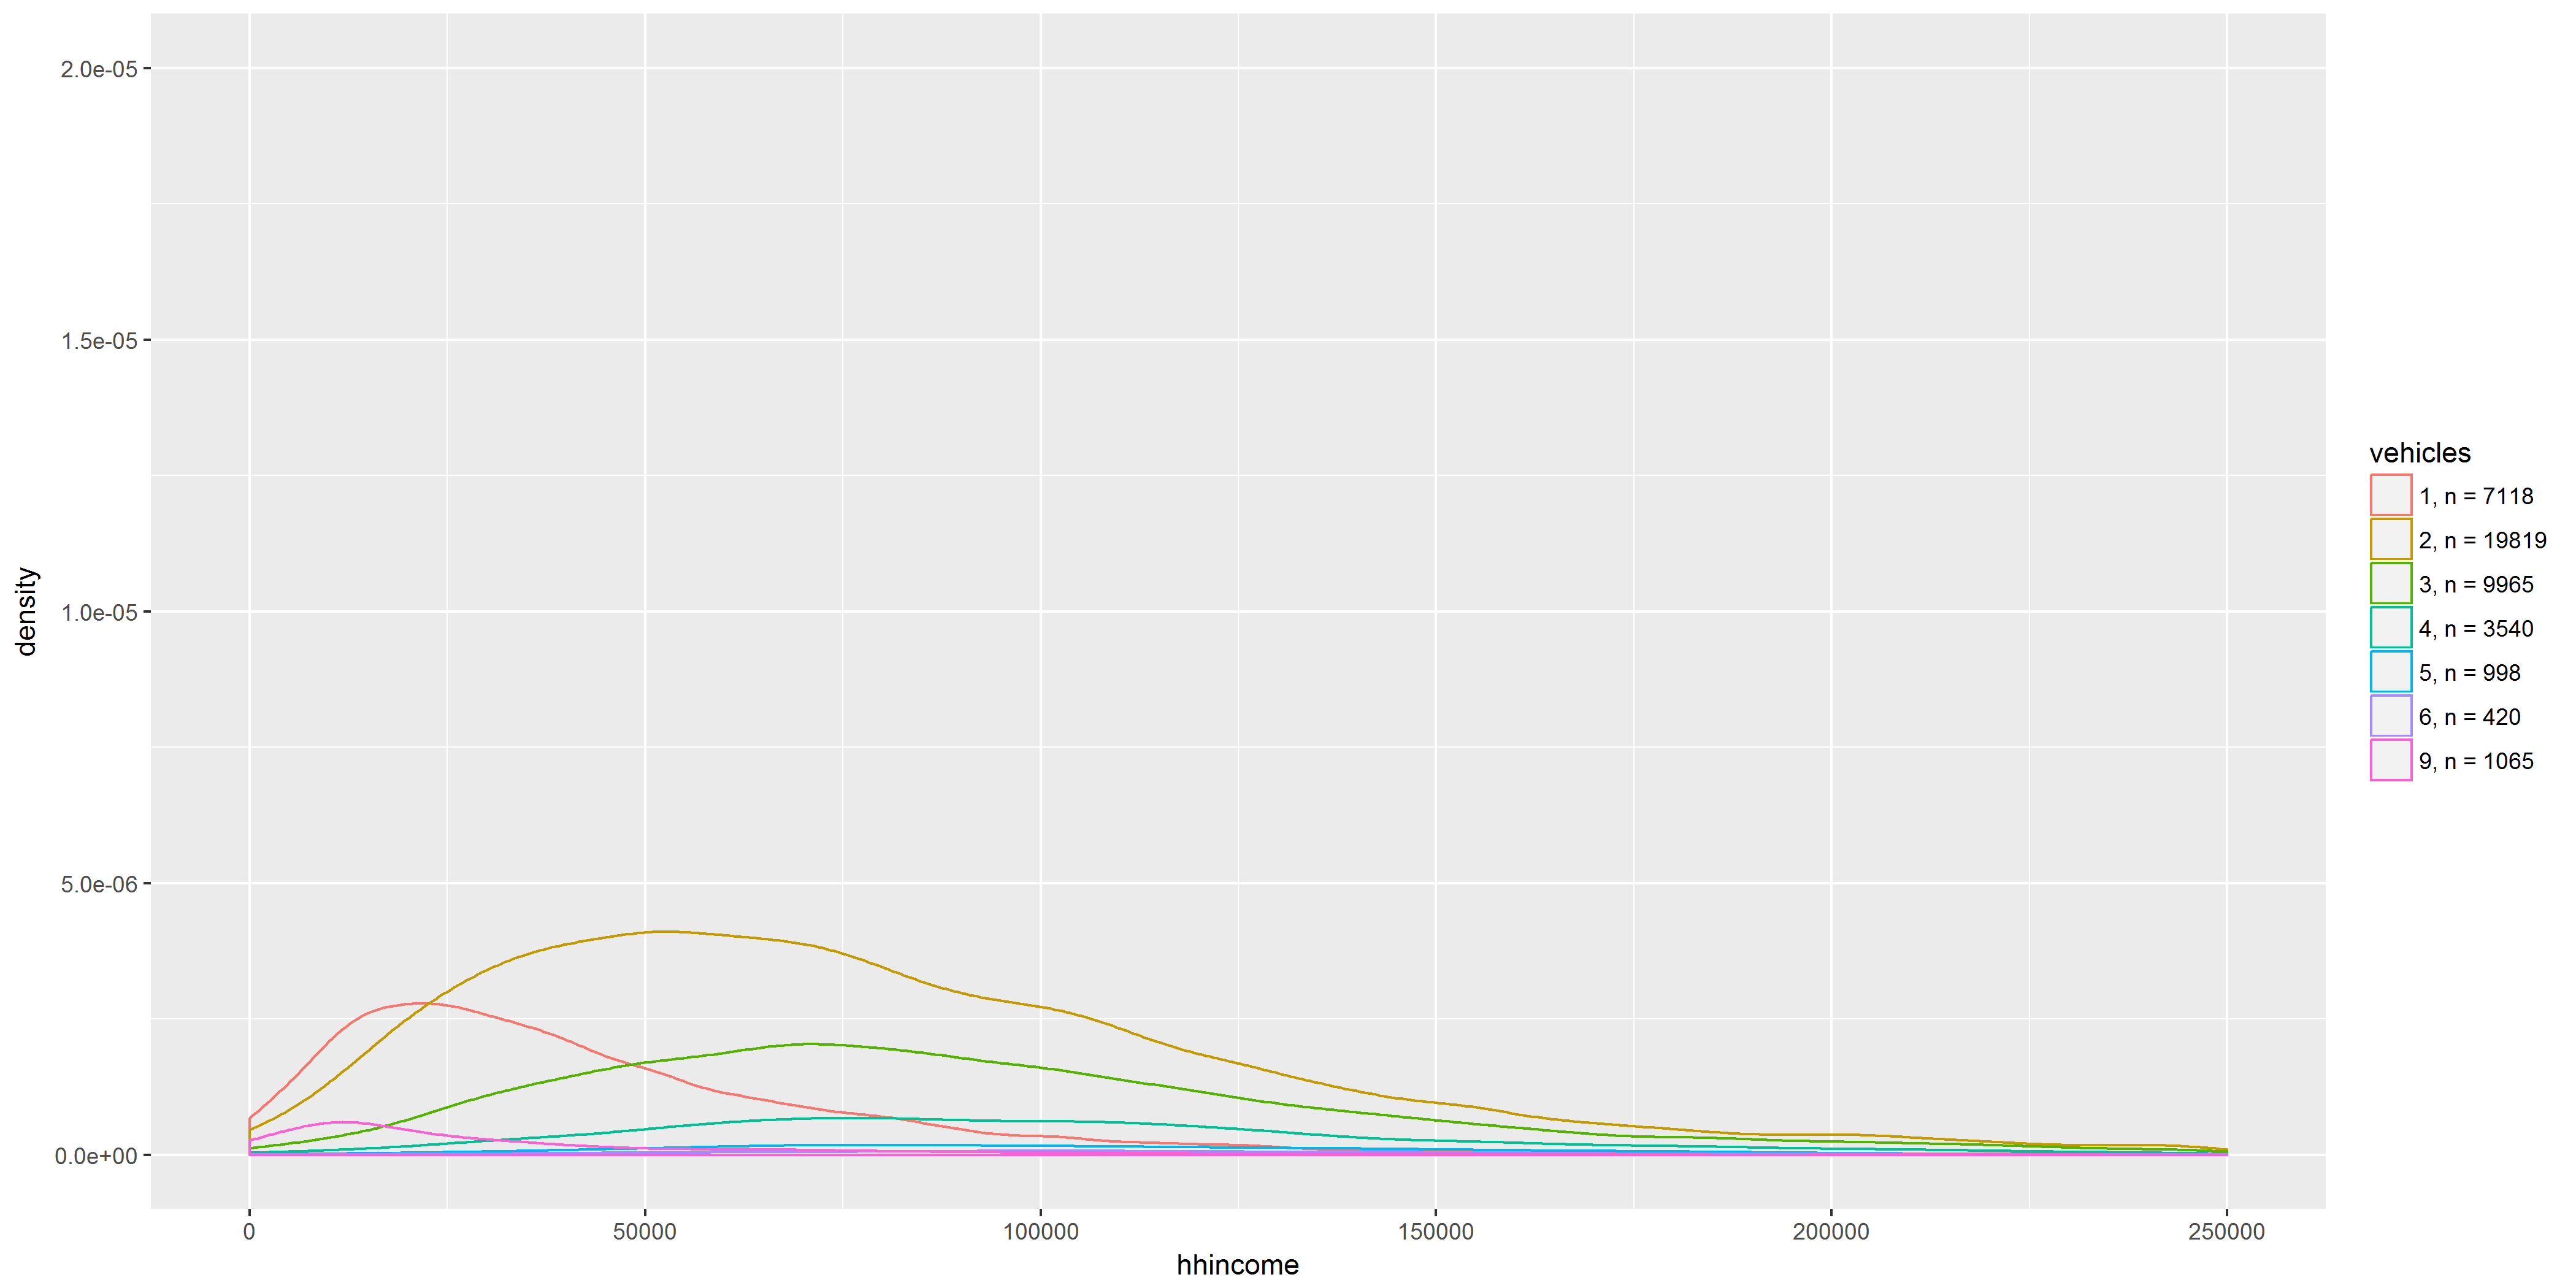 2.0e-05
1.5e-05
1.0e-05
5.0e-06
0.0e+00
density
0 50000 100000 150000 200000 250000
hhincome
vehicles
1, n = 7118
2, n = 19819
3, n = 9965
4, n = 3540
5, n = 998
6, n = 420
9, n = 1065